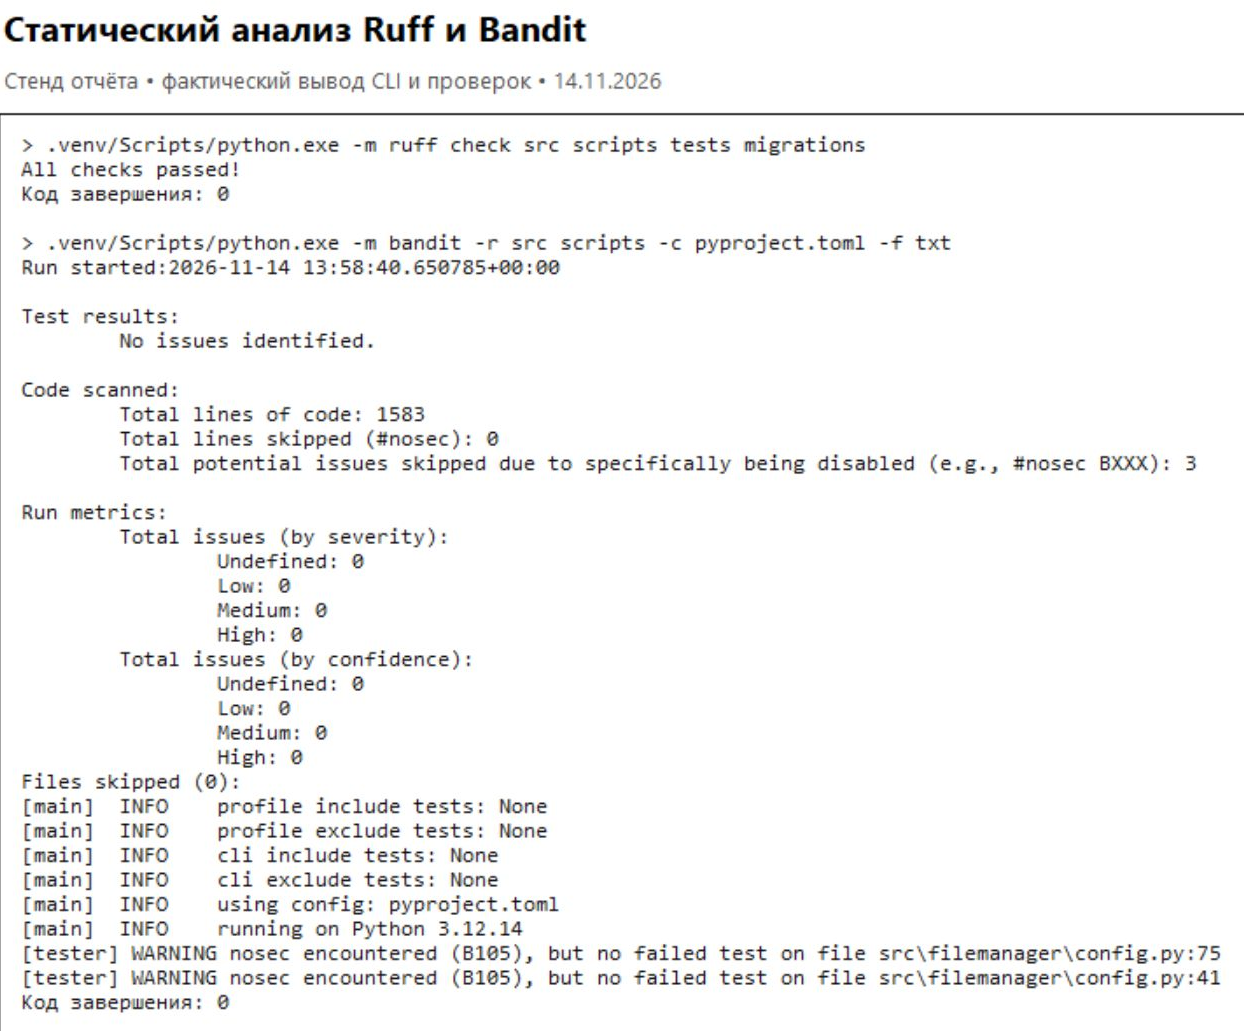 Статический анализ Ruff и Bandit
Стенд отчёта • фактический вывод CLI и проверок • 14.11.2026
> .venv/Scripts/python.exe -m ruff check src scripts tests migrations
All checks passed!
Код завершения: 0
> .venv/Scripts/python.exe -m bandit -r src scripts -c pyproject.toml -f txt
Run started:2026-11-14 13:58:40.650785+00:00
Test results:
No issues identified.
Code scanned:
Total lines of code: 1583
Total lines skipped (#nosec): 0
Total potential issues skipped due to specifically being disabled (e.g., #nosec BXXX): 3
Run metrics:
Total issues (by severity):
Undefined: 0
Low: 0
Medium: 0
High: 0
Total issues (by confidence):
Undefined: 0
Low: 0
Medium: 0
High: 0
Files skipped (0):
[main]  INFO    profile include tests: None
[main]  INFO    profile exclude tests: None
[main]  INFO    cli include tests: None
[main]  INFO    cli exclude tests: None
[main]  INFO    using config: pyproject.toml
[main]  INFO    running on Python 3.12.14
[tester] WARNING nosec encountered (B105), but no failed test on file src\filemanager\config.py:75
[tester] WARNING nosec encountered (B105), but no failed test on file src\filemanager\config.py:41
Код завершения: 0